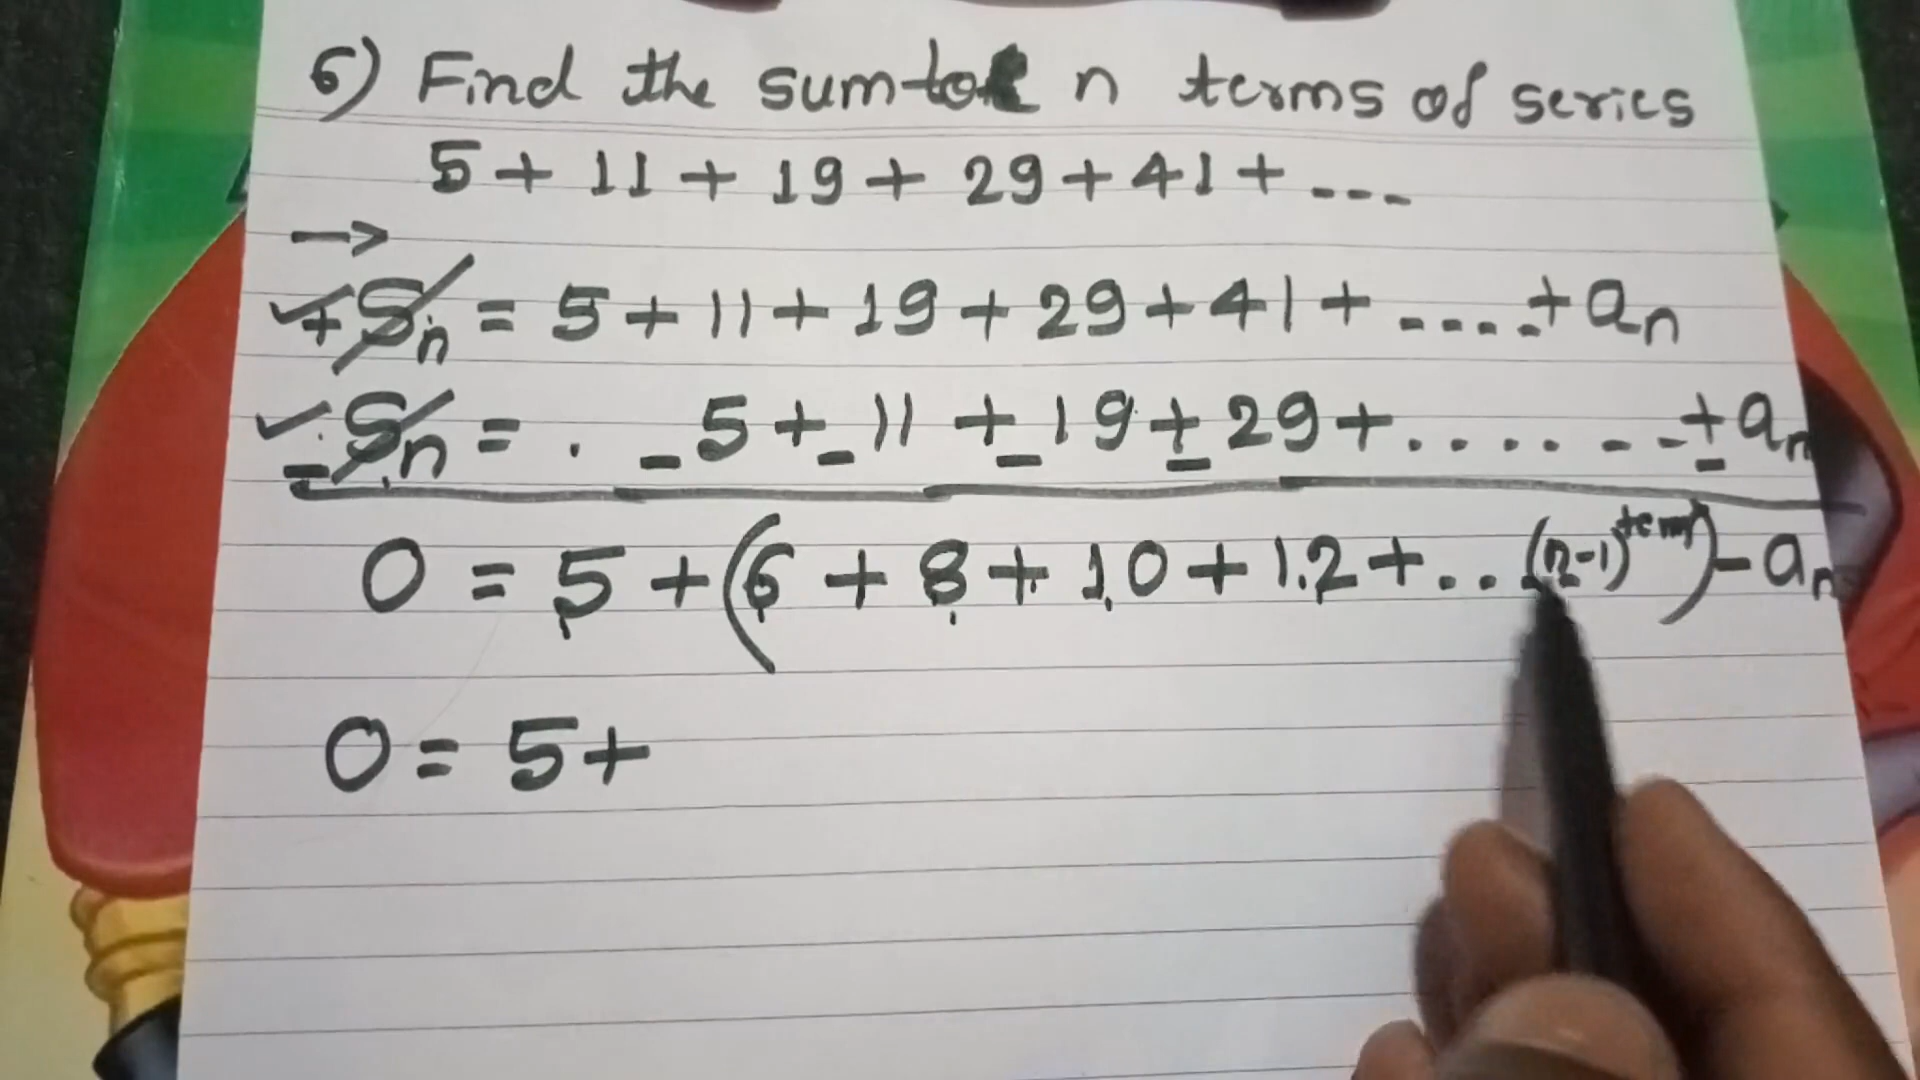 6) Find the sum to n terms of series
5 + 11 + 19 + 29 + 41 + ---
→
+Sn = 5 + 11 + 19 + 29 + 41 + ..... + an
-Sn = . _5 + 11 + 19 + 29 + ....... + an
0 = 5 + (6 + 8 + 10 + 12 + .. (n-1)term) - an
0 = 5 +